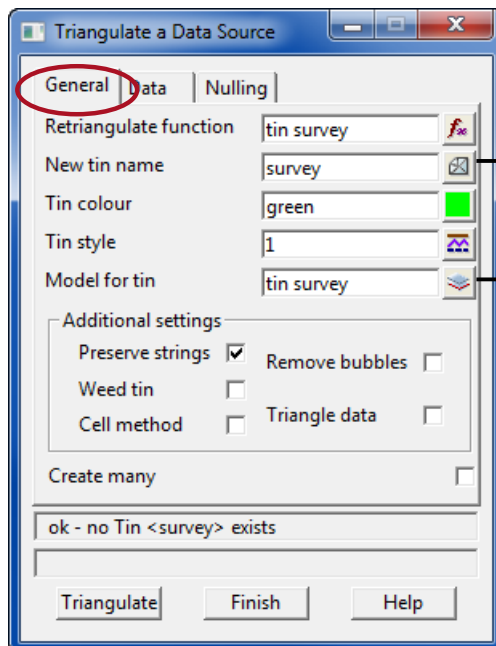 Triangulate a Data Source
General Data Nulling
Retriangulate function tin survey
New tin name survey
Tin colour green
Tin style 1
Model for tin tin survey
Additional settings
Preserve strings Remove bubbles
Weed tin
Cell method Triangle data
Create many
ok - no Tin <survey> exists
Triangulate Finish Help